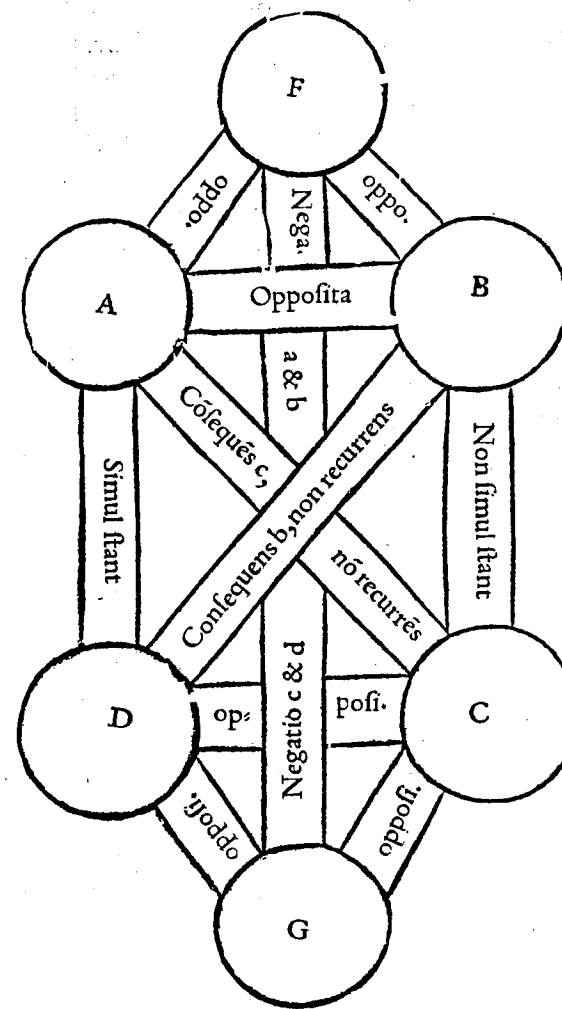 F
oppo.
Nega.
oppo.
A
Oppoſita
B
a & b
Cõſequẽs c,
nõ recurrẽs
Conſequens b, non recurrens
Simul ſtant
Non ſimul ſtant
D
op⸗
poſi.
C
Negatio c & d
oppoſi.
oppoſi.
G